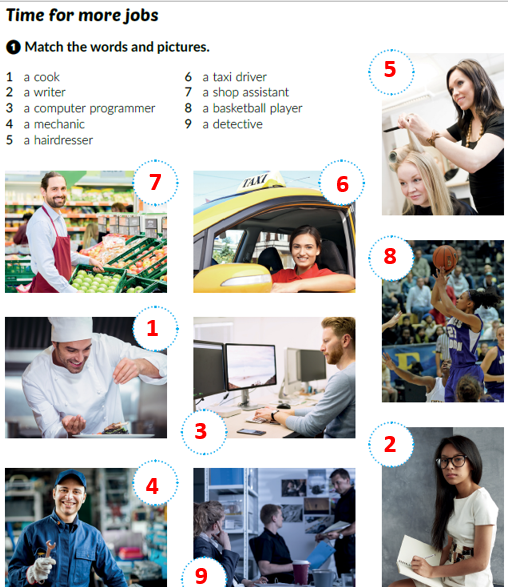 Time for more jobs
1 Match the words and pictures.
1 a cook
2 a writer
3 a computer programmer
4 a mechanic
5 a hairdresser
6 a taxi driver
7 a shop assistant
8 a basketball player
9 a detective
5
7
6
TAXI
8
21
1
3
2
4
9